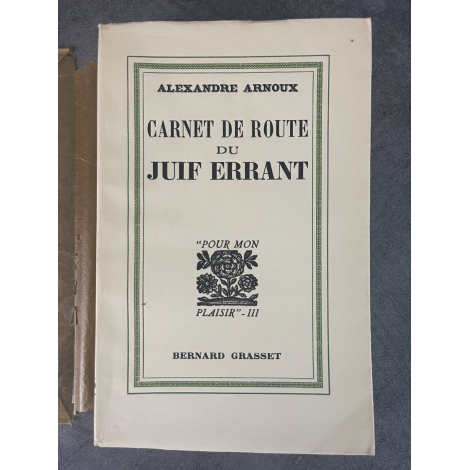 ALEXANDRE ARNOUX
CARNET DE ROUTE
DU
JUIF ERRANT
"POUR MON
PLAISIR"-III
BERNARD GRASSET